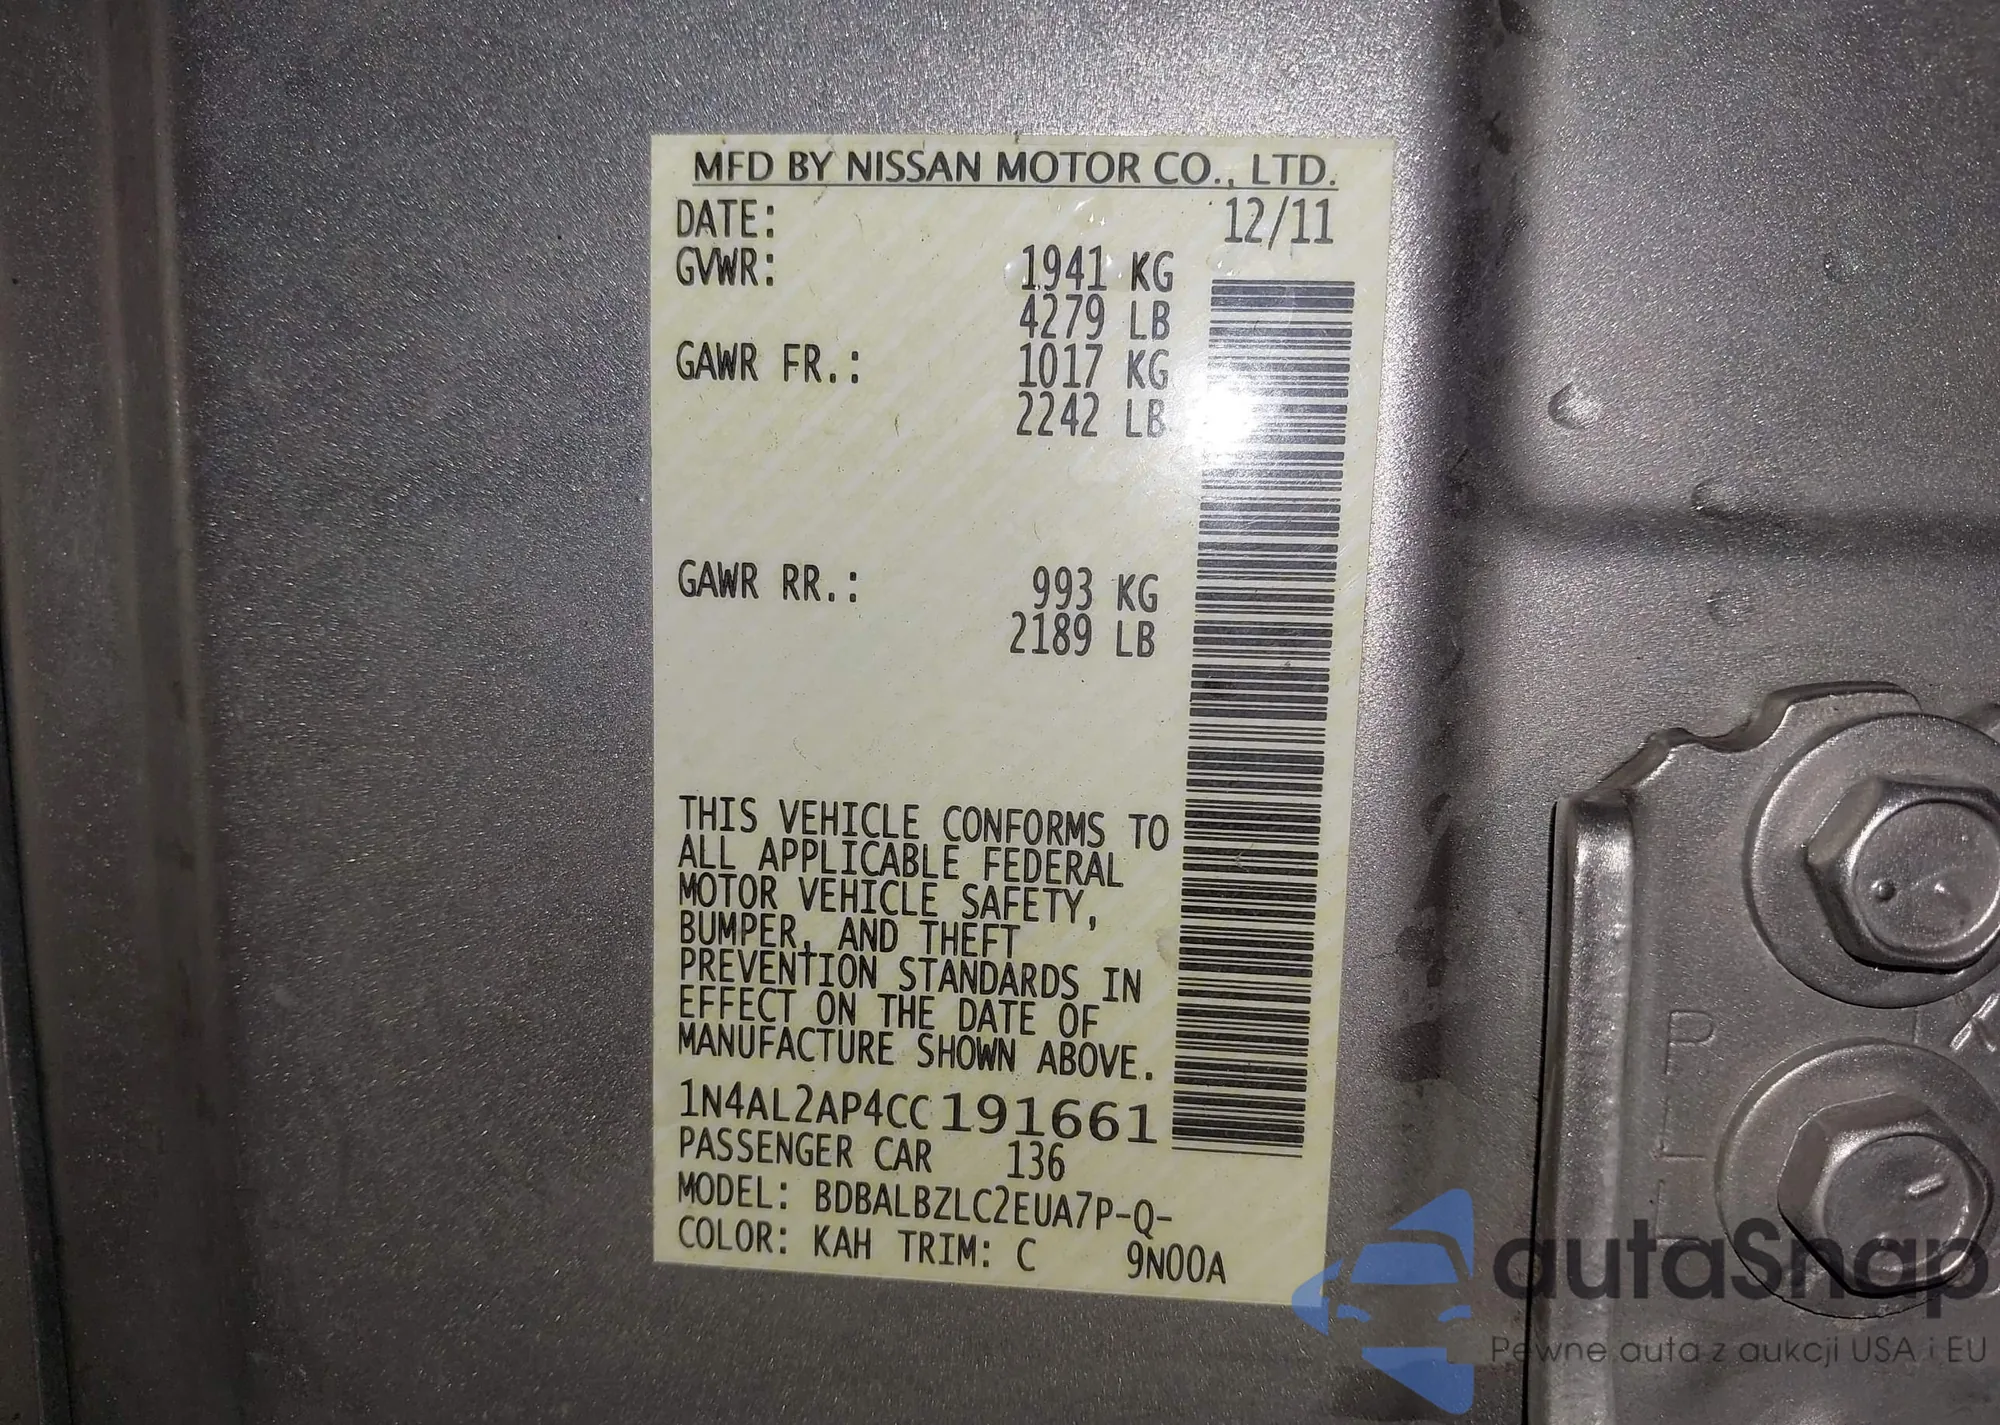 MFD BY NISSAN MOTOR CO., LTD.
DATE: 12/11
GVWR: 1941 KG
4279 LB
GAWR FR.: 1017 KG
2242 LB
GAWR RR.: 993 KG
2189 LB
THIS VEHICLE CONFORMS TO
ALL APPLICABLE FEDERAL
MOTOR VEHICLE SAFETY,
BUMPER, AND THEFT
PREVENTION STANDARDS IN
EFFECT ON THE DATE OF
MANUFACTURE SHOWN ABOVE.
1N4AL2AP4CC191661
PASSENGER CAR 136
MODEL: BDBALBZLC2EUA7P-Q-
COLOR: KAH TRIM: C 9N00A
autaSnap
Pewne auta z aukcji USA i EU